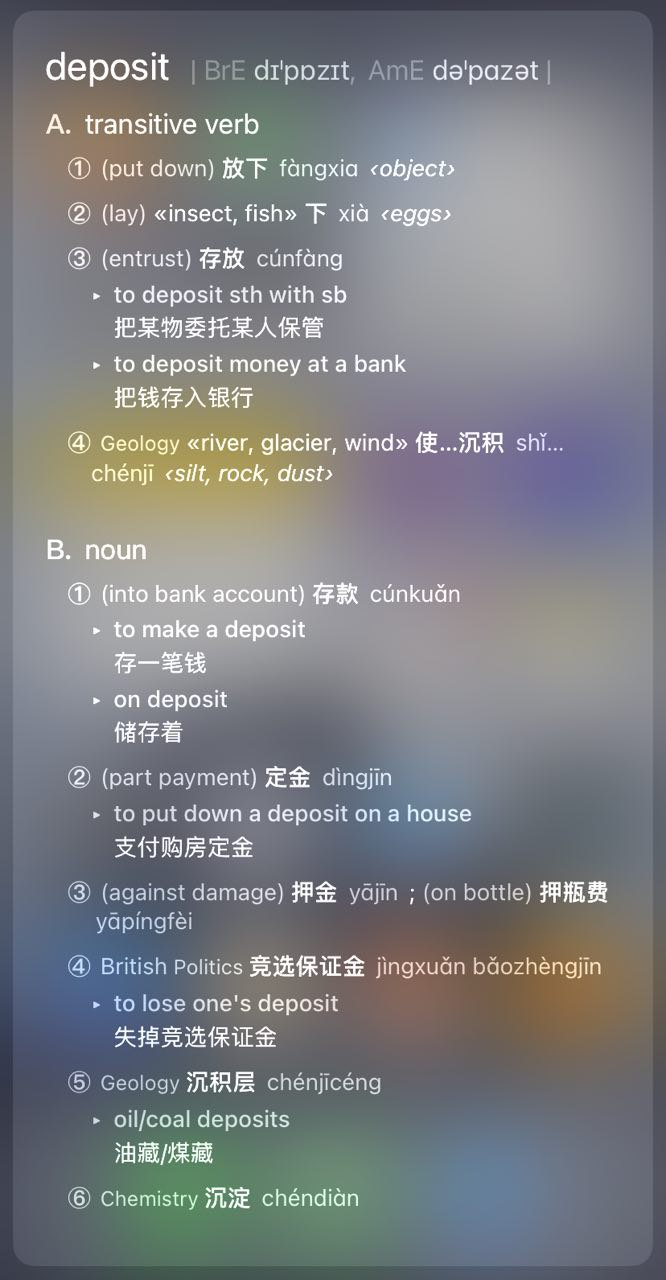 deposit | BrE dɪˈpɒzɪt, AmE dəˈpɑzət |
A. transitive verb
① (put down) 放下 fàngxia ‹object›
② (lay) «insect, fish» 下 xià ‹eggs›
③ (entrust) 存放 cúnfàng
▸ to deposit sth with sb
把某物委托某人保管
▸ to deposit money at a bank
把钱存入银行
④ Geology «river, glacier, wind» 使…沉积 shǐ…
chénjī ‹silt, rock, dust›
B. noun
① (into bank account) 存款 cúnkuǎn
▸ to make a deposit
存一笔钱
▸ on deposit
储存着
② (part payment) 定金 dìngjīn
▸ to put down a deposit on a house
支付购房定金
③ (against damage) 押金 yājīn ; (on bottle) 押瓶费
yāpíngfèi
④ British Politics 竞选保证金 jìngxuǎn bǎozhèngjīn
▸ to lose one's deposit
失掉竞选保证金
⑤ Geology 沉积层 chénjīcéng
▸ oil/coal deposits
油藏/煤藏
⑥ Chemistry 沉淀 chéndiàn